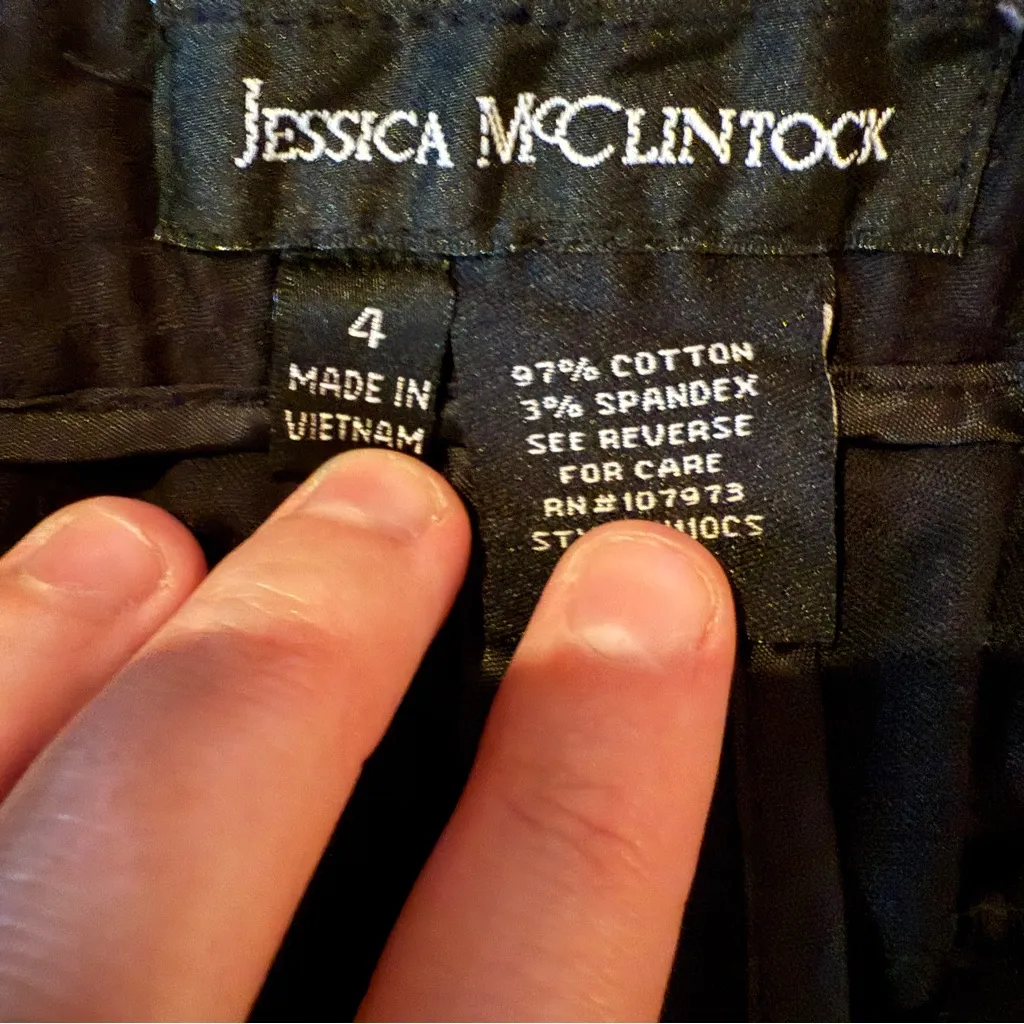 JESSICA MCCLINTOCK
4
MADE IN
VIETNAM
97% COTTON
3% SPANDEX
SEE REVERSE
FOR CARE
RN#107973